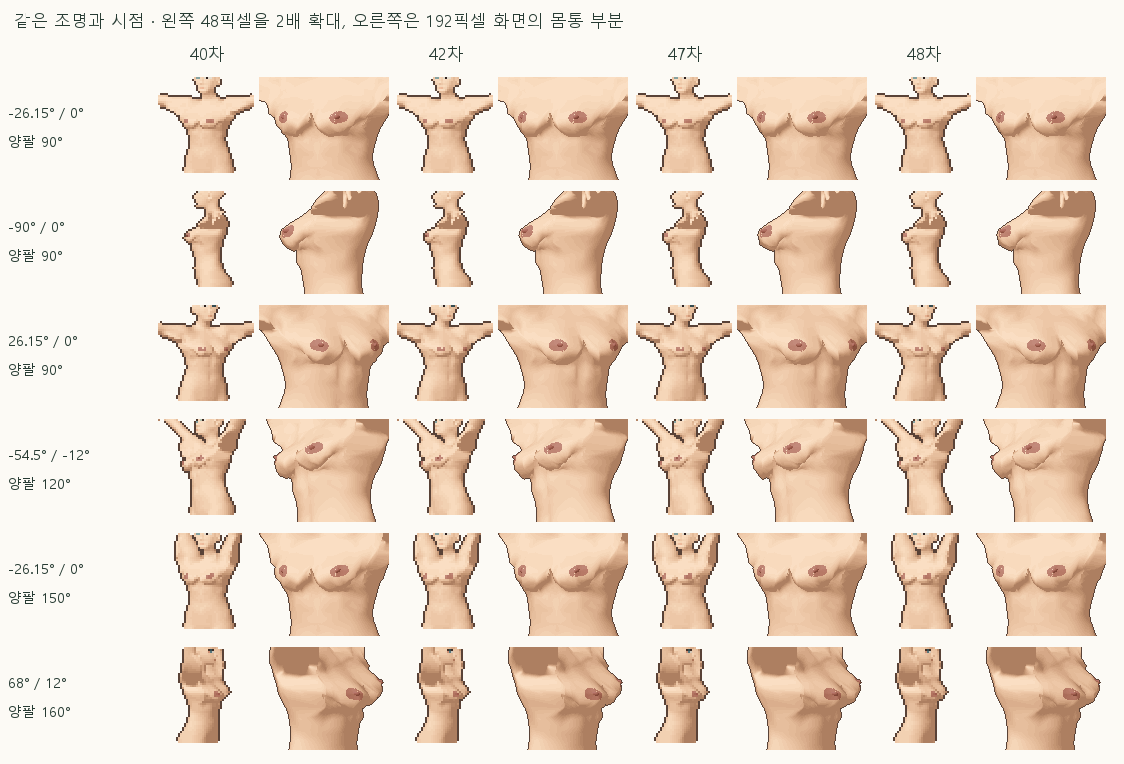 같은 조명과 시점 · 왼쪽 48픽셀을 2배 확대, 오른쪽은 192픽셀 화면의 몸통 부분
40차 42차 47차 48차
-26.15° / 0°
양팔 90°
-90° / 0°
양팔 90°
26.15° / 0°
양팔 90°
-54.5° / -12°
양팔 120°
-26.15° / 0°
양팔 150°
68° / 12°
양팔 160°